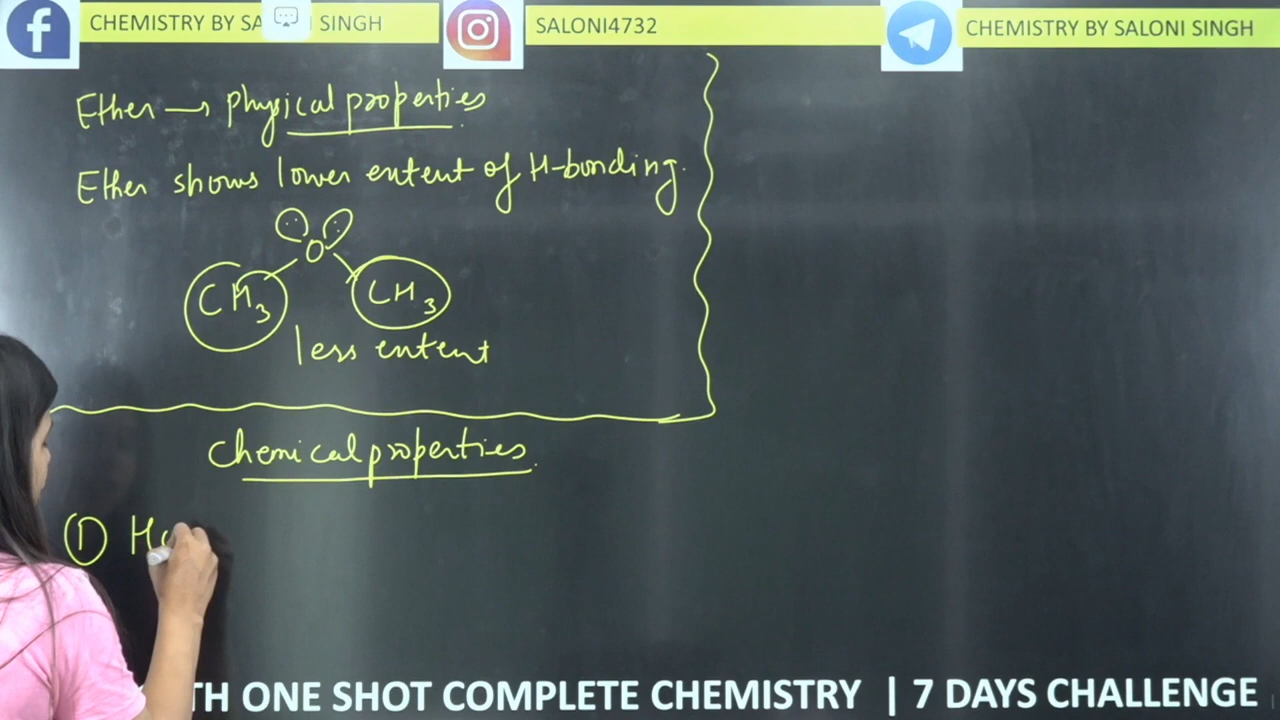 CHEMISTRY BY SA SINGH
SALONI4732
CHEMISTRY BY SALONI SINGH
Ether → physical properties
Ether shows lower extent of H-bonding.
O
CH3 CH3
less extent
Chemical properties.
① Ha
TH ONE SHOT COMPLETE CHEMISTRY | 7 DAYS CHALLENGE